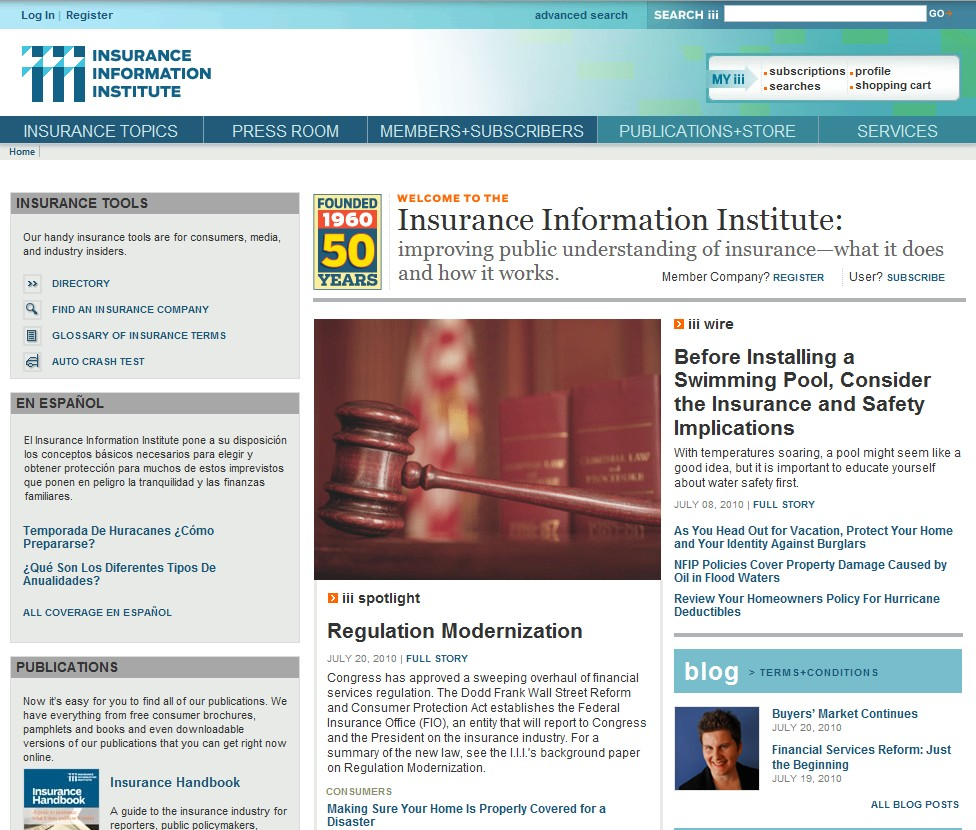 Log In | Register
advanced search
SEARCH iii
GO
INSURANCE
INFORMATION
INSTITUTE
MY iii
subscriptions
profile
searches
shopping cart
INSURANCE TOPICS
PRESS ROOM
MEMBERS+SUBSCRIBERS
PUBLICATIONS+STORE
SERVICES
Home
INSURANCE TOOLS
Our handy insurance tools are for consumers, media,
and industry insiders.
DIRECTORY
FIND AN INSURANCE COMPANY
GLOSSARY OF INSURANCE TERMS
AUTO CRASH TEST
EN ESPAÑOL
El Insurance Information Institute pone a su disposición
los conceptos básicos necesarios para elegir y
obtener protección para muchos de estos imprevistos
que ponen en peligro la tranquilidad y las finanzas
familiares.
Temporada De Huracanes ¿Cómo
Prepararse?
¿Qué Son Los Diferentes Tipos De
Anualidades?
ALL COVERAGE EN ESPAÑOL
PUBLICATIONS
Now it's easy for you to find all of our publications. We
have everything from free consumer brochures,
pamphlets and books and even downloadable
versions of our publications that you can get right now
online.
Insurance
Handbook
Insurance Handbook
A guide to the insurance industry for
reporters, public policymakers,
FOUNDED
1960
50
YEARS
WELCOME TO THE
Insurance Information Institute:
improving public understanding of insurance—what it does
and how it works.
Member Company? REGISTER
User? SUBSCRIBE
iii spotlight
Regulation Modernization
JULY 20, 2010 | FULL STORY
Congress has approved a sweeping overhaul of financial
services regulation. The Dodd Frank Wall Street Reform
and Consumer Protection Act establishes the Federal
Insurance Office (FIO), an entity that will report to Congress
and the President on the insurance industry. For a
summary of the new law, see the I.I.I.'s background paper
on Regulation Modernization.
CONSUMERS
Making Sure Your Home Is Properly Covered for a
Disaster
iii wire
Before Installing a
Swimming Pool, Consider
the Insurance and Safety
Implications
With temperatures soaring, a pool might seem like a
good idea, but it is important to educate yourself
about water safety first.
JULY 08, 2010 | FULL STORY
As You Head Out for Vacation, Protect Your Home
and Your Identity Against Burglars
NFIP Policies Cover Property Damage Caused by
Oil in Flood Waters
Review Your Homeowners Policy For Hurricane
Deductibles
blog > TERMS+CONDITIONS
Buyers' Market Continues
JULY 20, 2010
Financial Services Reform: Just
the Beginning
JULY 19, 2010
ALL BLOG POSTS